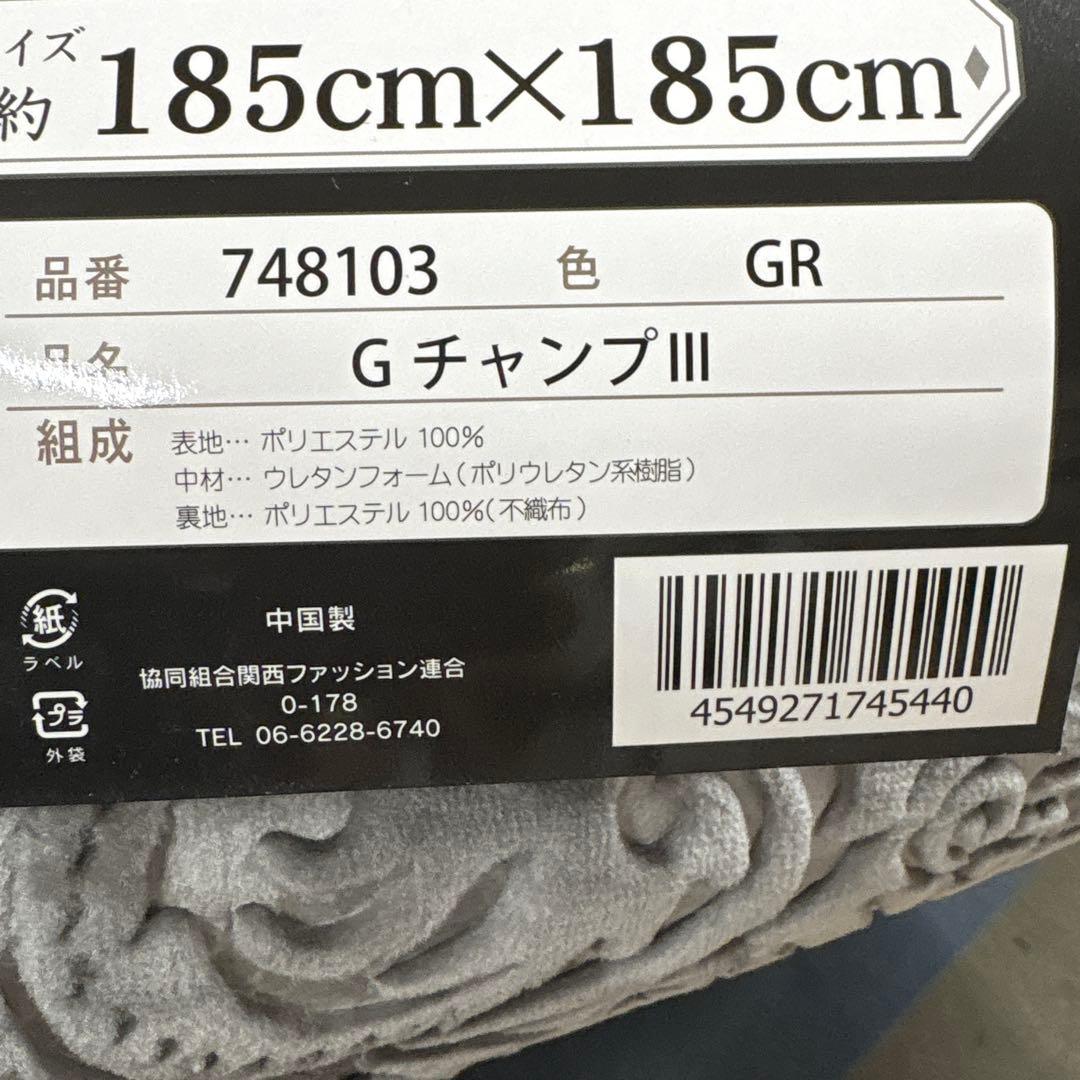 イズ
約 185cm×185cm
品番 748103 色 GR
品名 GチャンプⅢ
組成 表地… ポリエステル 100%
中材… ウレタンフォーム(ポリウレタン系樹脂)
裏地… ポリエステル 100%(不織布)
紙
ラベル
プラ
外袋
中国製
協同組合関西ファッション連合
0-178
TEL 06-6228-6740
4549271745440